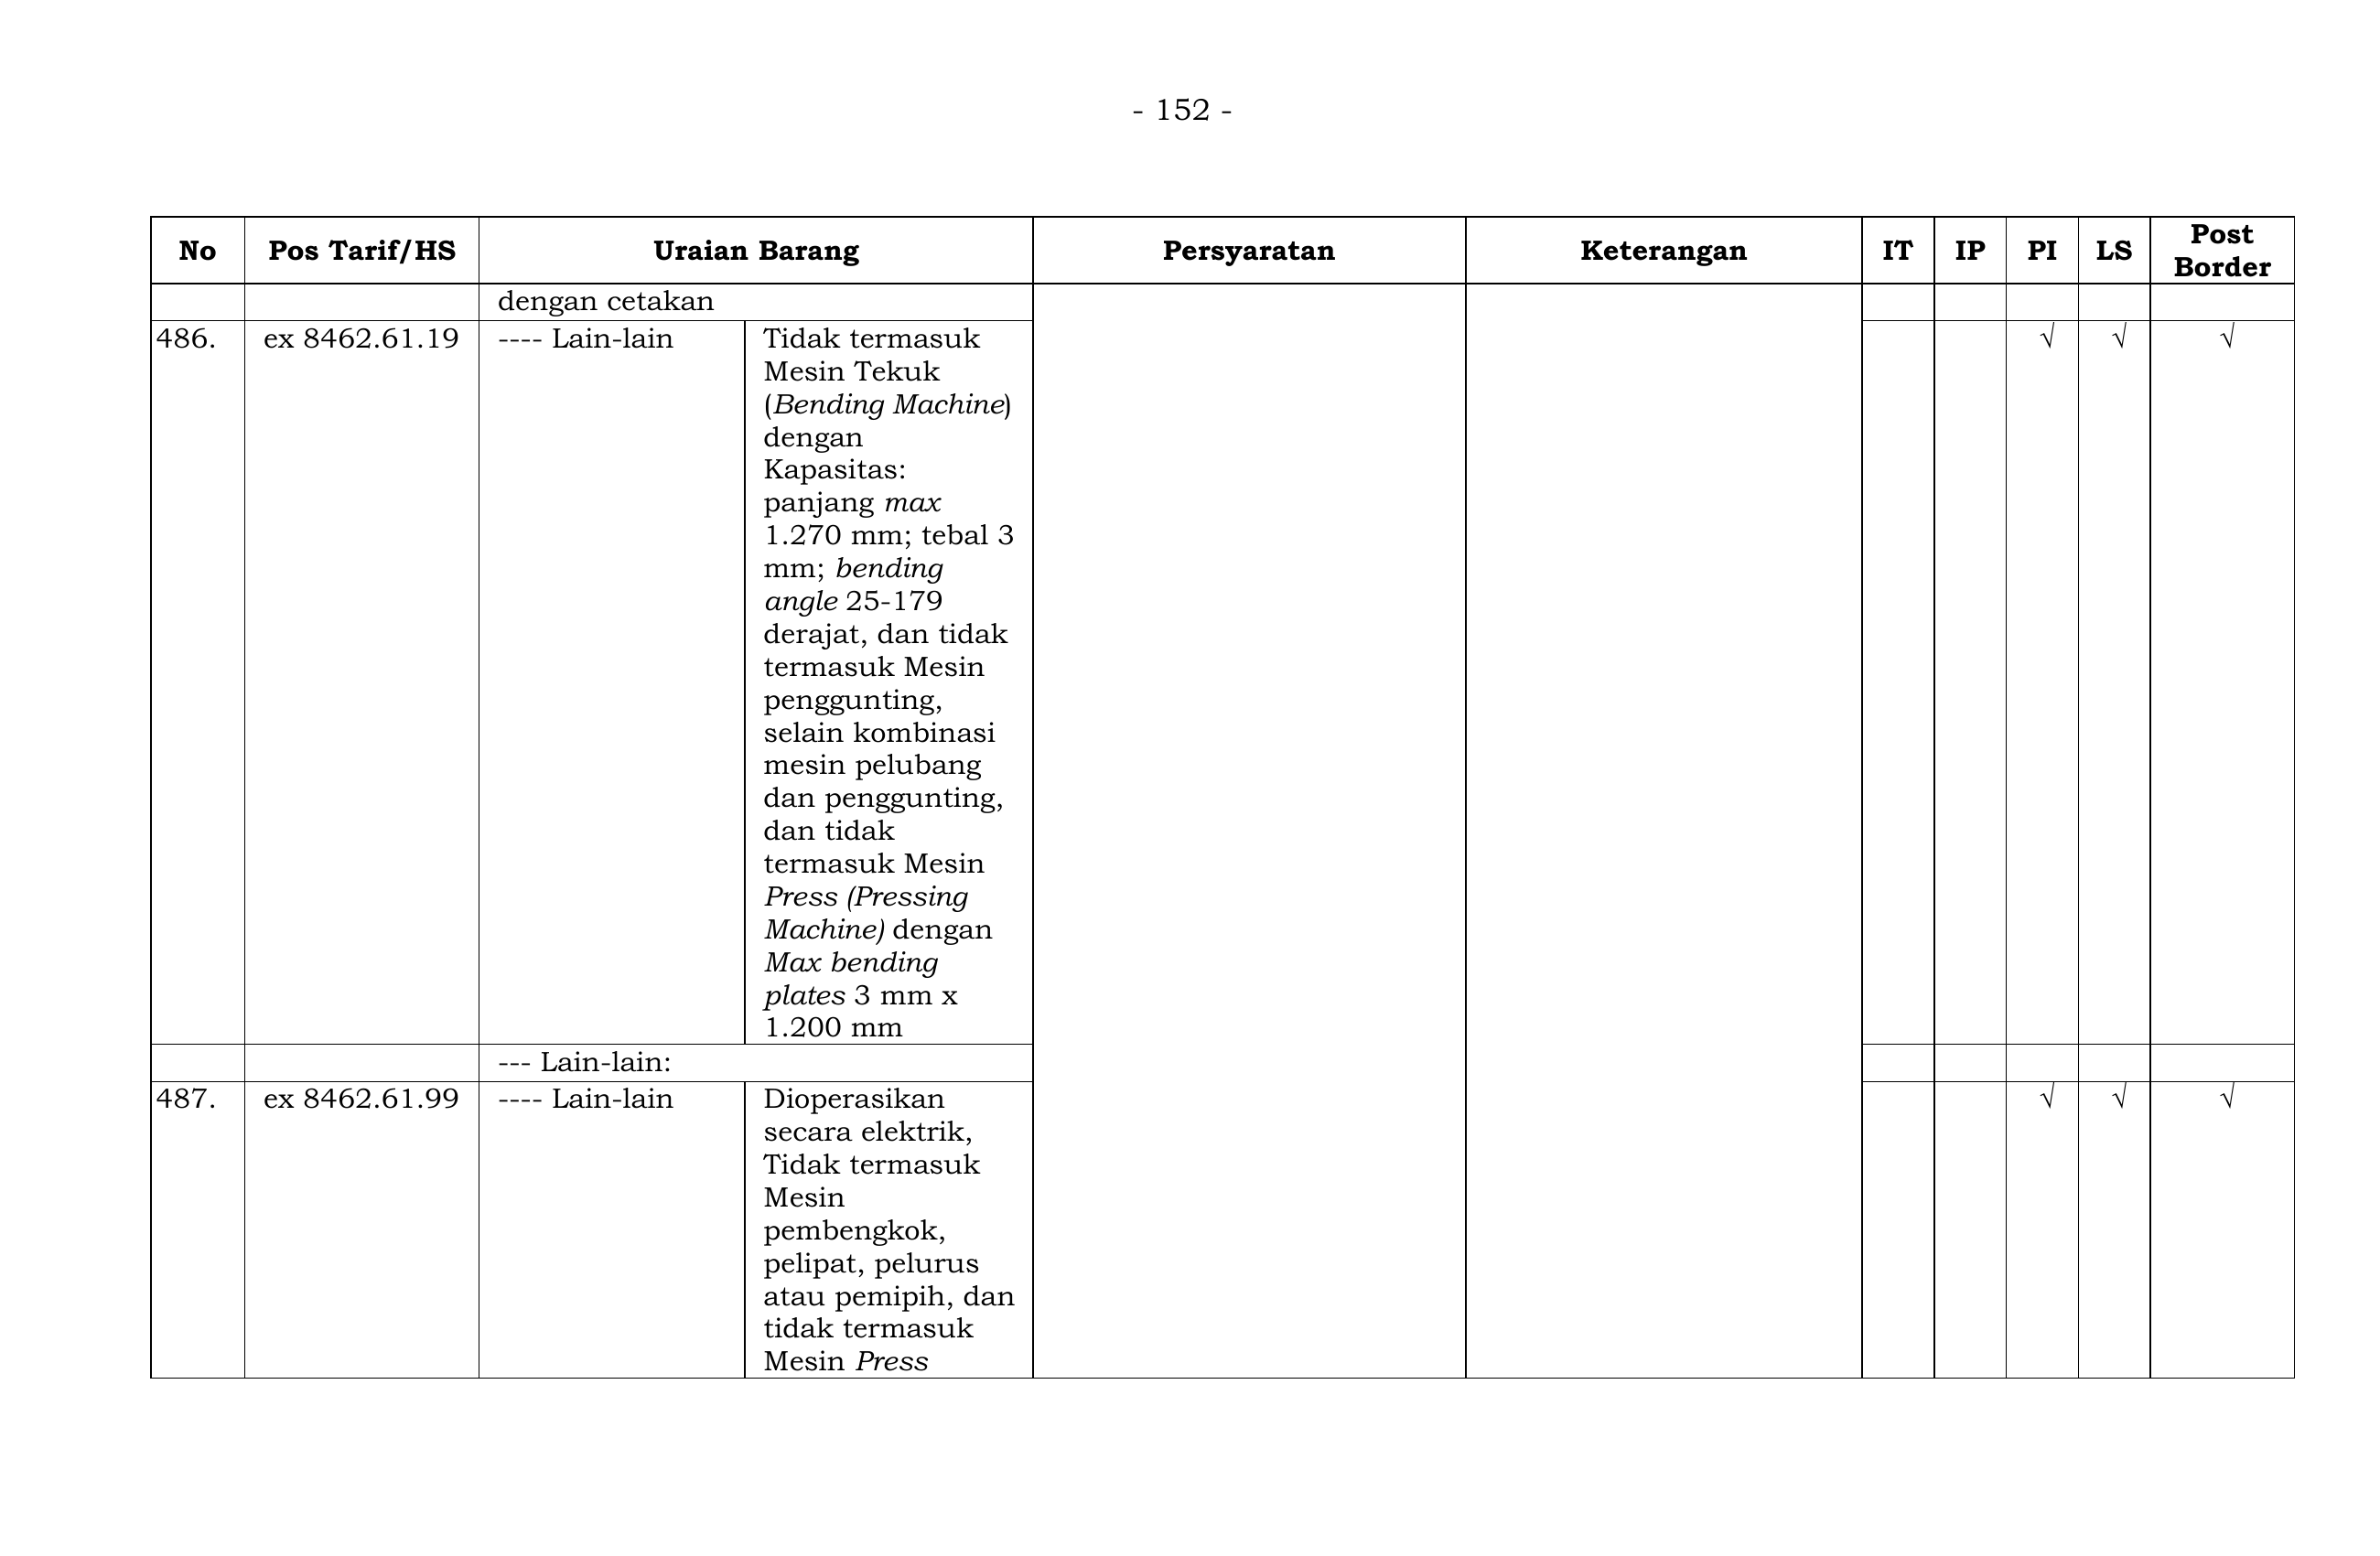 - 152 -
No Pos Tarif/HS Uraian Barang Persyaratan Keterangan IT IP PI LS Post Border
dengan cetakan
486. ex 8462.61.19 ---- Lain-lain Tidak termasuk √ √ √
Mesin Tekuk
(Bending Machine)
dengan
Kapasitas:
panjang max
1.270 mm; tebal 3
mm; bending
angle 25-179
derajat, dan tidak
termasuk Mesin
penggunting,
selain kombinasi
mesin pelubang
dan penggunting,
dan tidak
termasuk Mesin
Press (Pressing
Machine) dengan
Max bending
plates 3 mm x
1.200 mm
--- Lain-lain:
487. ex 8462.61.99 ---- Lain-lain Dioperasikan √ √ √
secara elektrik,
Tidak termasuk
Mesin
pembengkok,
pelipat, pelurus
atau pemipih, dan
tidak termasuk
Mesin Press